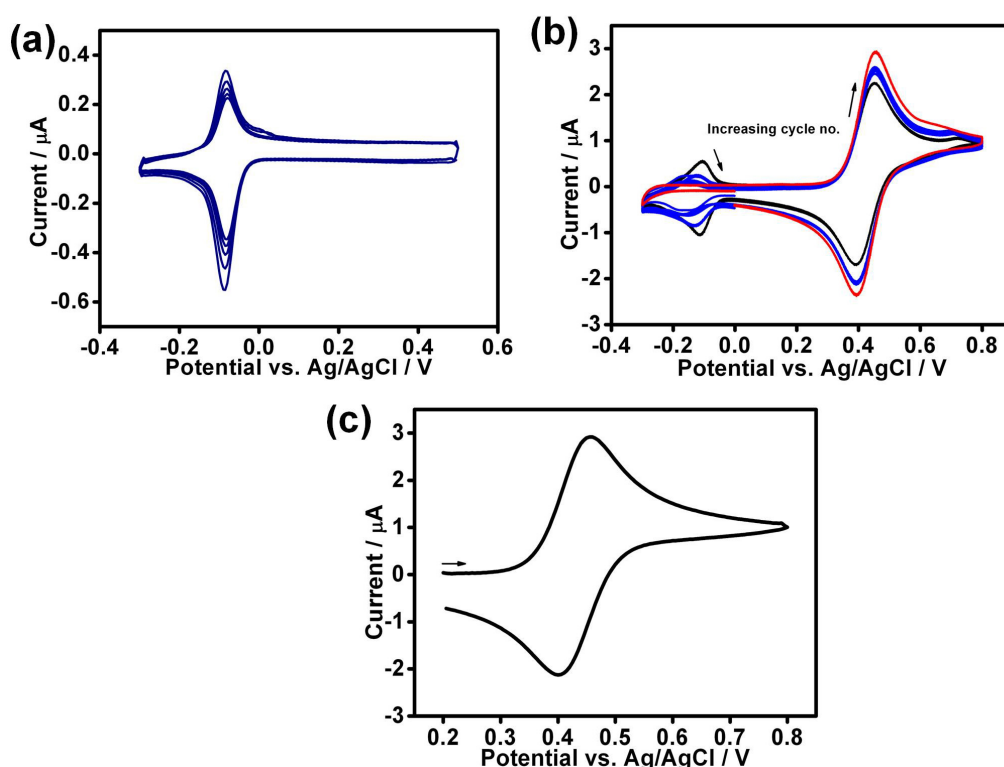 (a)
0.4
0.2
0.0
-0.2
-0.4
-0.6
Current / μA
-0.4 -0.2 0.0 0.2 0.4 0.6
Potential vs. Ag/AgCl / V
(b)
3
2
1
0
-1
-2
-3
Current / μA
Increasing cycle no.
-0.4 -0.2 0.0 0.2 0.4 0.6 0.8
Potential vs. Ag/AgCl / V
(c)
3
2
1
0
-1
-2
-3
Current / μA
0.2 0.3 0.4 0.5 0.6 0.7 0.8
Potential vs. Ag/AgCl / V